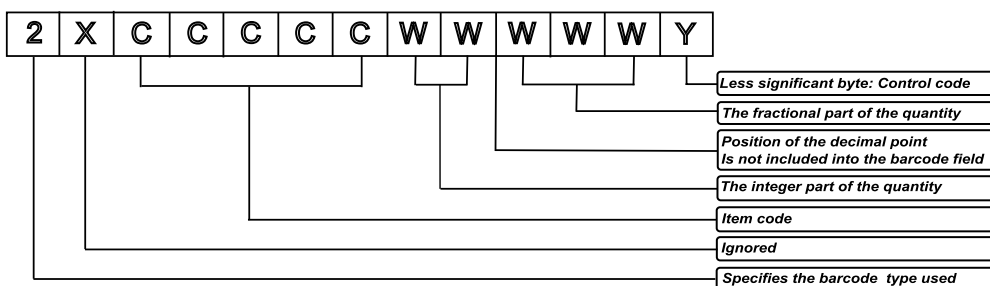 2 X C C C C C W W W W W Y
Less significant byte: Control code
The fractional part of the quantity
Position of the decimal point
Is not included into the barcode field
The integer part of the quantity
Item code
Ignored
Specifies the barcode type used